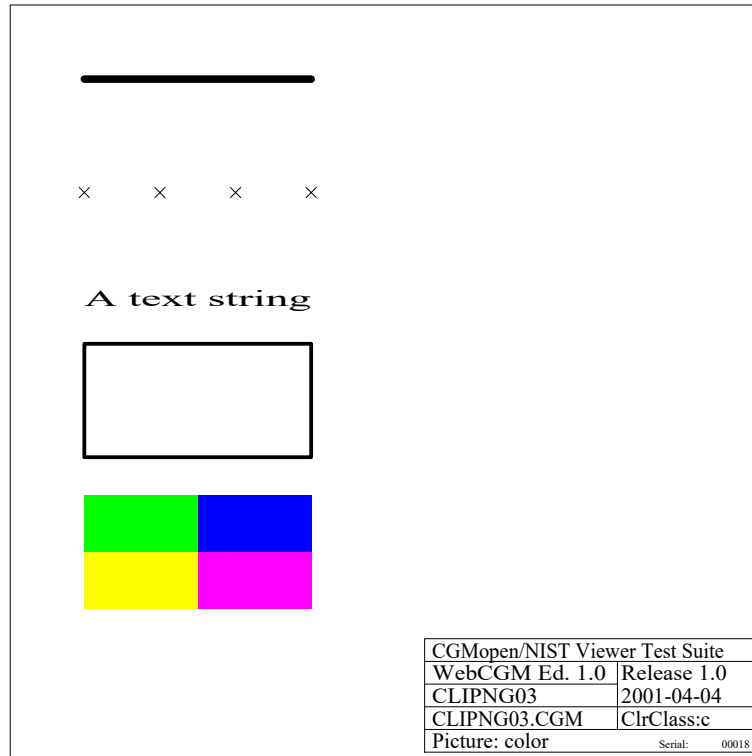 A text string
CGMopen/NIST Viewer Test Suite
WebCGM Ed. 1.0 Release 1.0
CLIPNG03 2001-04-04
CLIPNG03.CGM ClrClass:c
Picture: color Serial: 00018